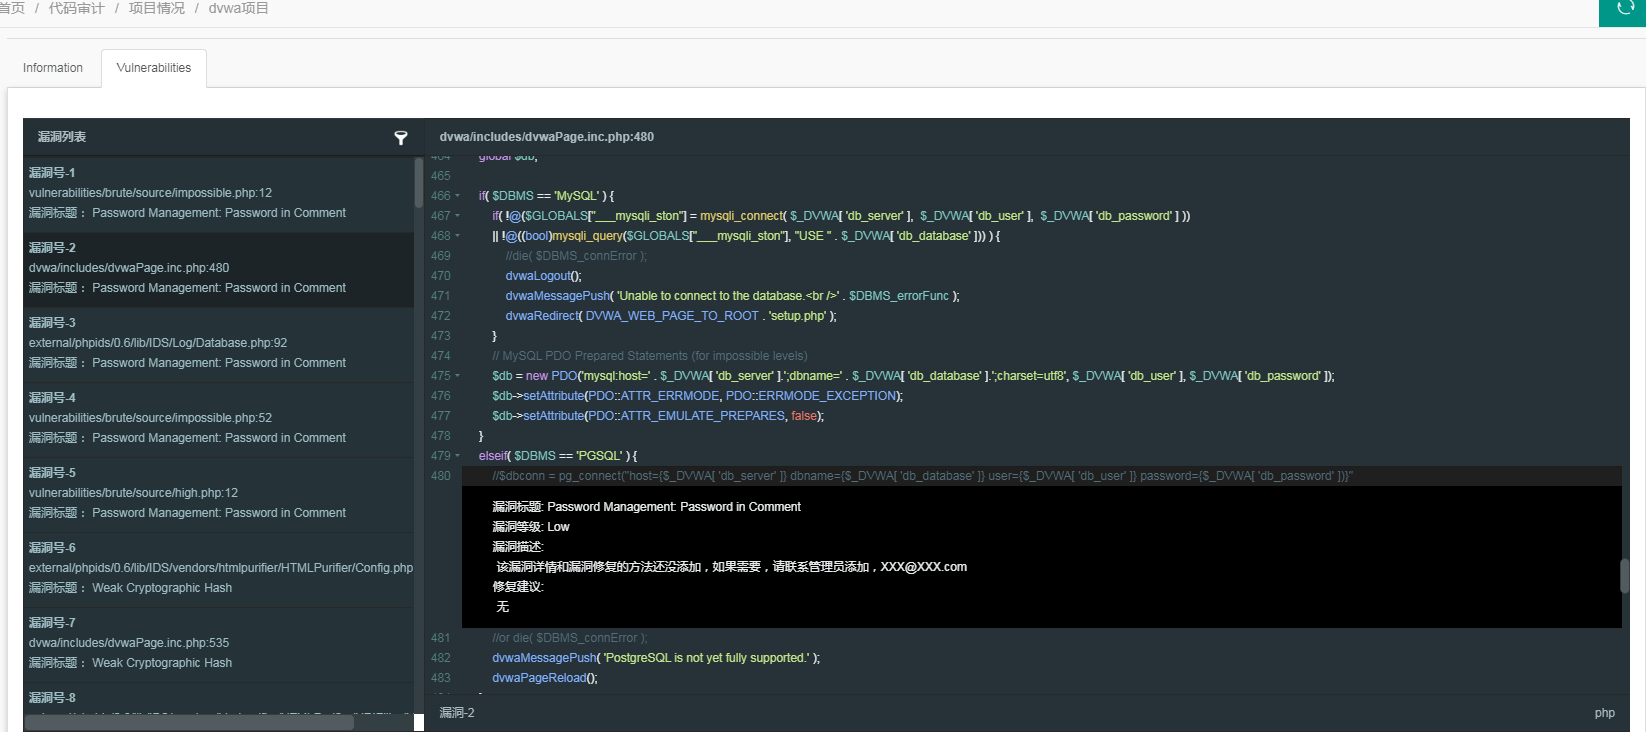 首页 / 代码审计 / 项目情况 / dvwa项目
Information
Vulnerabilities
漏洞列表
漏洞号-1
vulnerabilities/brute/source/impossible.php:12
漏洞标题： Password Management: Password in Comment
漏洞号-2
dvwa/includes/dvwaPage.inc.php:480
漏洞标题： Password Management: Password in Comment
漏洞号-3
external/phpids/0.6/lib/IDS/Log/Database.php:92
漏洞标题： Password Management: Password in Comment
漏洞号-4
vulnerabilities/brute/source/impossible.php:52
漏洞标题： Password Management: Password in Comment
漏洞号-5
vulnerabilities/brute/source/high.php:12
漏洞标题： Password Management: Password in Comment
漏洞号-6
external/phpids/0.6/lib/IDS/vendors/htmlpurifier/HTMLPurifier/Config.php
漏洞标题： Weak Cryptographic Hash
漏洞号-7
dvwa/includes/dvwaPage.inc.php:535
漏洞标题： Weak Cryptographic Hash
漏洞号-8
dvwa/includes/dvwaPage.inc.php:480
464 global $db;
465
466 if( $DBMS == 'MySQL' ) {
467 if( !@($GLOBALS["___mysqli_ston"] = mysqli_connect( $_DVWA[ 'db_server' ], $_DVWA[ 'db_user' ], $_DVWA[ 'db_password' ] ))
468 || !@((bool)mysqli_query($GLOBALS["___mysqli_ston"], "USE " . $_DVWA[ 'db_database' ])) ) {
469 //die( $DBMS_connError );
470 dvwaLogout();
471 dvwaMessagePush( 'Unable to connect to the database.<br />' . $DBMS_errorFunc );
472 dvwaRedirect( DVWA_WEB_PAGE_TO_ROOT . 'setup.php' );
473 }
474 // MySQL PDO Prepared Statements (for impossible levels)
475 $db = new PDO('mysql:host=' . $_DVWA[ 'db_server' ].';dbname=' . $_DVWA[ 'db_database' ].';charset=utf8', $_DVWA[ 'db_user' ], $_DVWA[ 'db_password' ]);
476 $db->setAttribute(PDO::ATTR_ERRMODE, PDO::ERRMODE_EXCEPTION);
477 $db->setAttribute(PDO::ATTR_EMULATE_PREPARES, false);
478 }
479 elseif( $DBMS == 'PGSQL' ) {
480 //$dbconn = pg_connect("host={$_DVWA[ 'db_server' ]} dbname={$_DVWA[ 'db_database' ]} user={$_DVWA[ 'db_user' ]} password={$_DVWA[ 'db_password' ])}"
漏洞标题: Password Management: Password in Comment
漏洞等级: Low
漏洞描述:
该漏洞详情和漏洞修复的方法还没添加，如果需要，请联系管理员添加，XXX@XXX.com
修复建议:
无
481 //or die( $DBMS_connError );
482 dvwaMessagePush( 'PostgreSQL is not yet fully supported.' );
483 dvwaPageReload();
漏洞-2
php